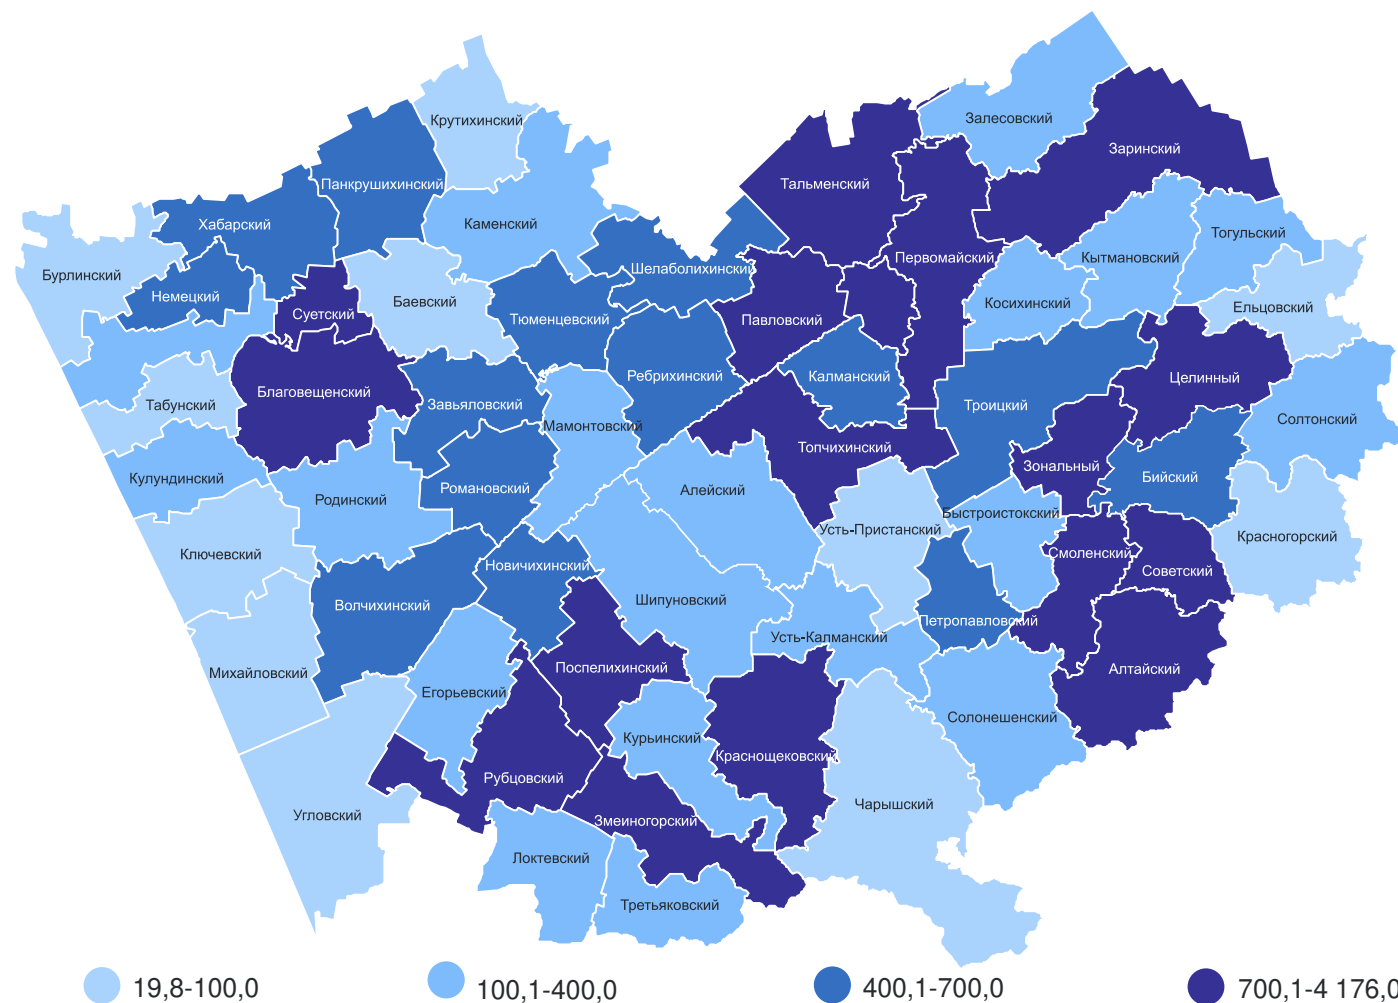 Крутихинский
Залесовский
Заринский
Панкрушихинский
Тальменский
Хабарский
Каменский
Тогульский
Первомайский
Кытмановский
Шелаболихинский
Бурлинский
Немецкий
Баевский
Косихинский
Ельцовский
Суетский
Тюменцевский
Павловский
Ребрихинский
Калманский
Целинный
Благовещенский
Табунский
Завьяловский
Троицкий
Солтонский
Мамонтовский
Топчихинский
Зональный
Кулундинский
Бийский
Романовский
Алейский
Родинский
Быстроистокский
Усть-Пристанский
Красногорский
Ключевский
Смоленский
Новичихинский
Советский
Шипуновский
Волчихинский
Петропавловский
Усть-Калманский
Поспелихинский
Алтайский
Михайловский
Егорьевский
Солонешенский
Курьинский
Краснощековский
Рубцовский
Чарышский
Угловский
Змеиногорский
Локтевский
Третьяковский
19,8-100,0
100,1-400,0
400,1-700,0
700,1-4 176,0